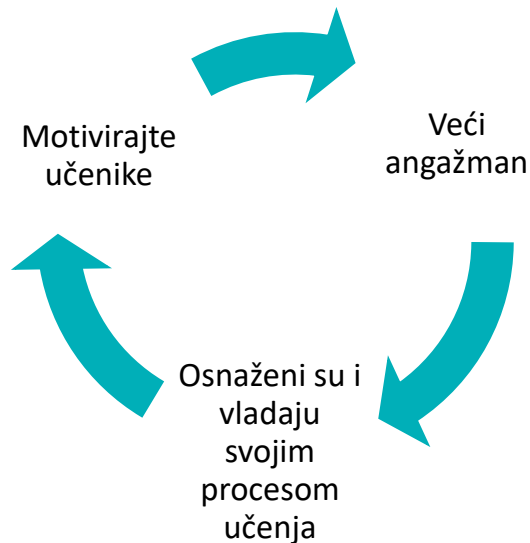 Motivirajte
učenike
Veći
angažman
Osnaženi su i
vladaju
svojim
procesom
učenja